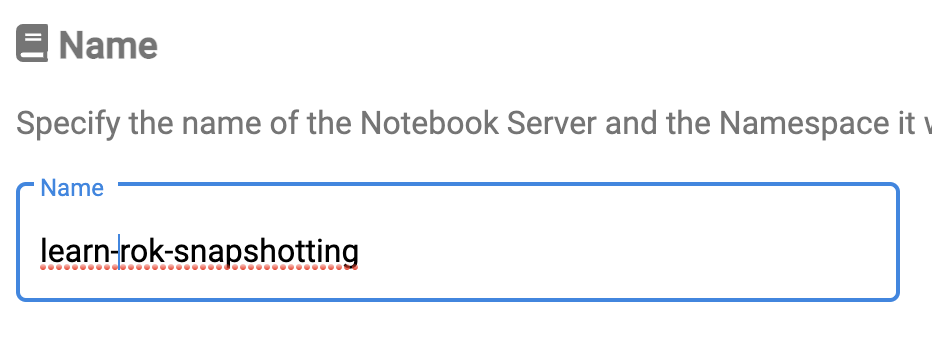 Name
Specify the name of the Notebook Server and the Namespace it
Name
learn-rok-snapshotting